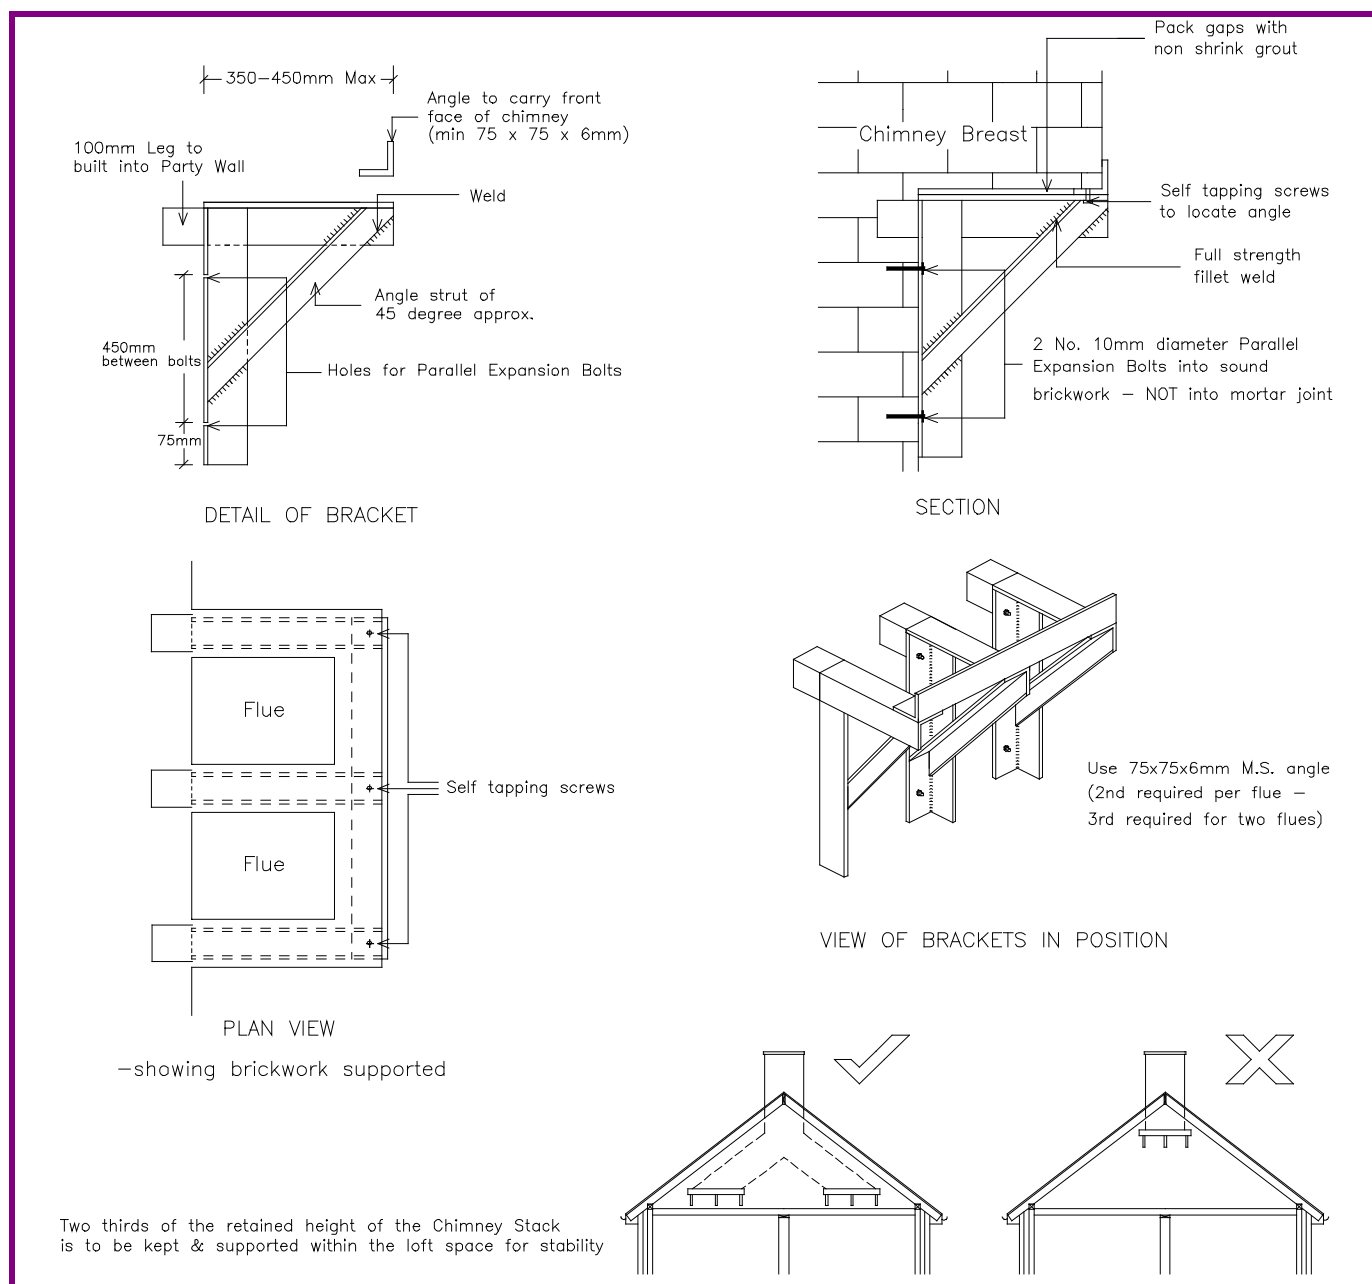 350-450mm Max
Angle to carry front
face of chimney
(min 75 x 75 x 6mm)
100mm Leg to
built into Party Wall
Weld
Angle strut of
45 degree approx.
450mm
between bolts
Holes for Parallel Expansion Bolts
75mm
DETAIL OF BRACKET
Pack gaps with
non shrink grout
Chimney Breast
Self tapping screws
to locate angle
Full strength
fillet weld
2 No. 10mm diameter Parallel
Expansion Bolts into sound
brickwork - NOT into mortar joint
SECTION
Flue
Self tapping screws
Flue
PLAN VIEW
-showing brickwork supported
Use 75x75x6mm M.S. angle
(2nd required per flue -
3rd required for two flues)
VIEW OF BRACKETS IN POSITION
Two thirds of the retained height of the Chimney Stack
is to be kept & supported within the loft space for stability